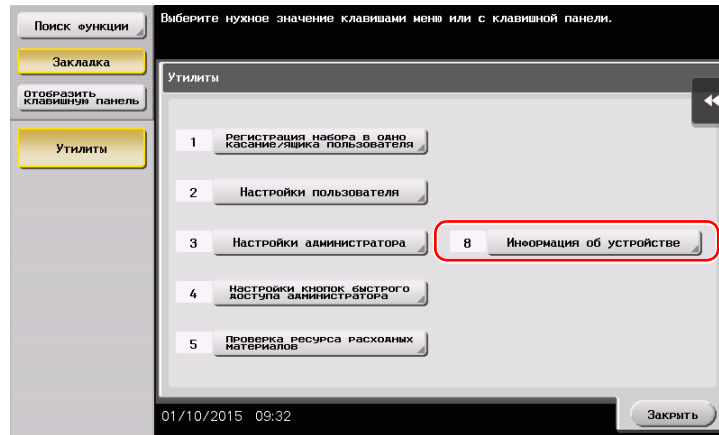 Поиск функции
Закладка
Отобразить
клавишную панель
Утилиты
Выберите нужное значение клавишами меню или с клавишной панели.
Утилиты
1 Регистрация набора в одно
касание/ящика пользователя
2 Настройки пользователя
3 Настройки администратора
8 Информация об устройстве
4 Настройки кнопок быстрого
доступа администратора
5 Проверка ресурса расходных
материалов
01/10/2015 09:32
Закрыть